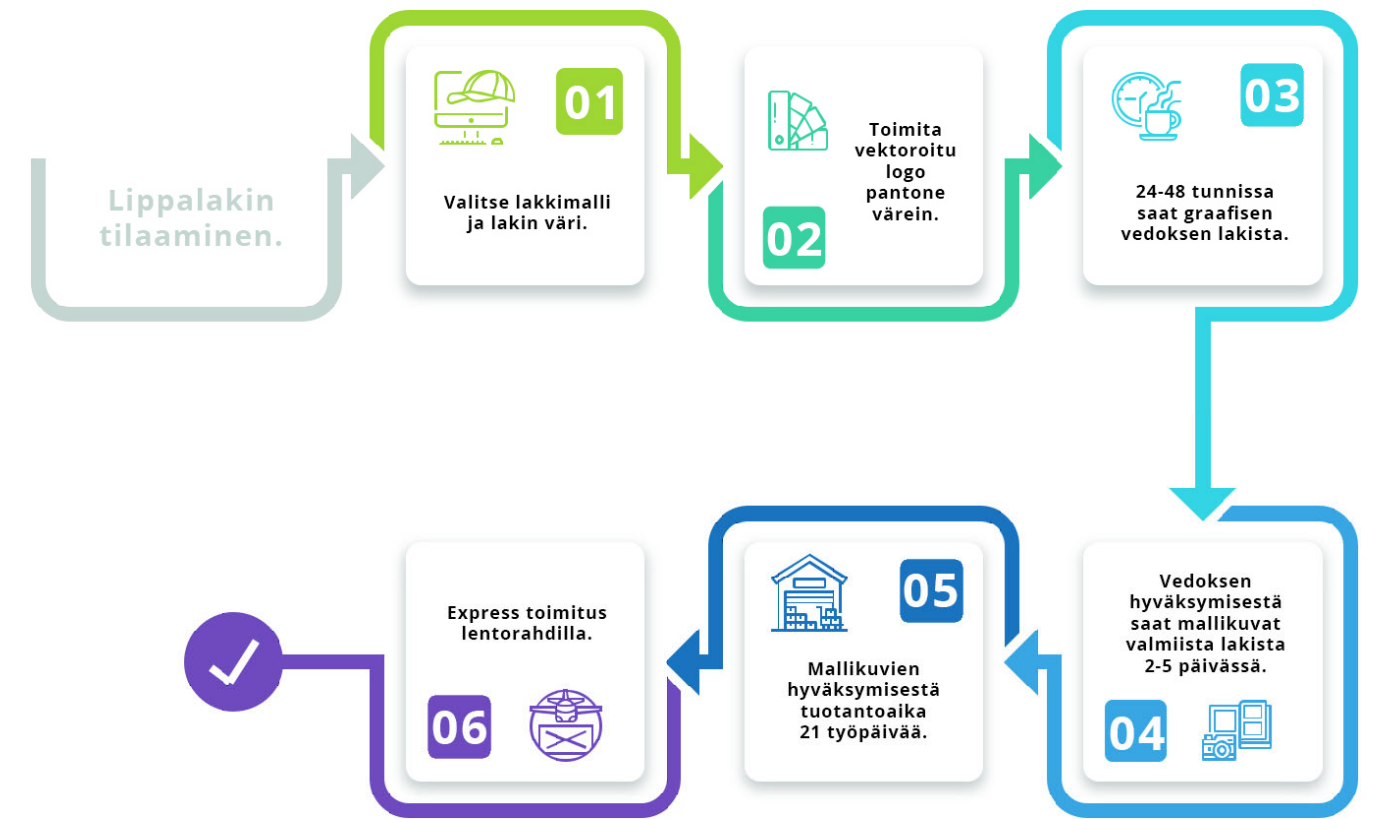 Lippalakin
tilaaminen.
01
Valitse lakkimalli
ja lakin väri.
02
Toimita
vektoroitu
logo
pantone
värein.
03
24-48 tunnissa
saat graafisen
vedoksen lakista.
04
Vedoksen
hyväksymisestä
saat mallikuvat
valmiista lakista
2-5 päivässä.
05
Mallikuvien
hyväksymisestä
tuotantoaika
21 työpäivää.
06
Express toimitus
lentorahdilla.